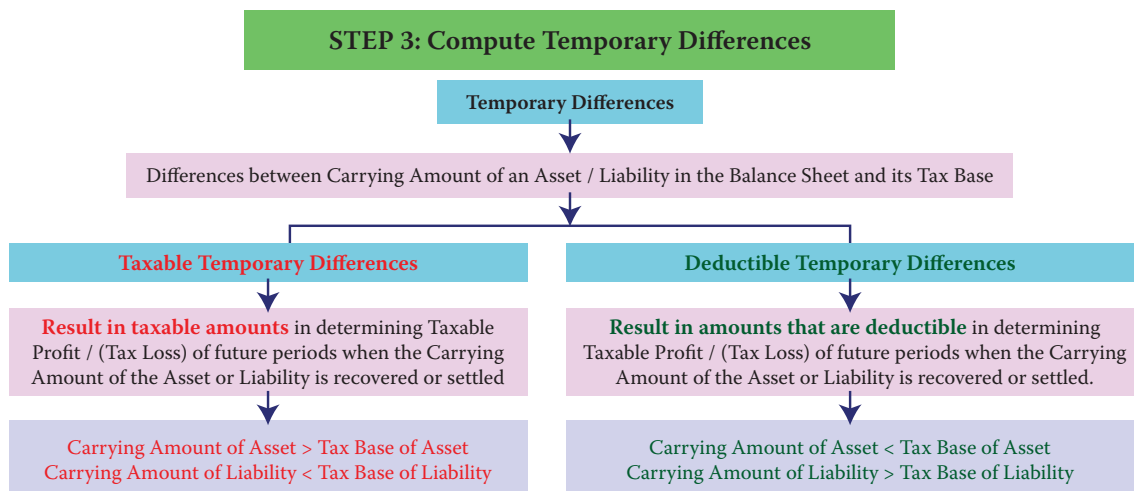 STEP 3: Compute Temporary Differences
Temporary Differences
Differences between Carrying Amount of an Asset / Liability in the Balance Sheet and its Tax Base
Taxable Temporary Differences
Result in taxable amounts in determining Taxable
Profit / (Tax Loss) of future periods when the Carrying
Amount of the Asset or Liability is recovered or settled
Carrying Amount of Asset > Tax Base of Asset
Carrying Amount of Liability < Tax Base of Liability
Deductible Temporary Differences
Result in amounts that are deductible in determining
Taxable Profit / (Tax Loss) of future periods when the Carrying
Amount of the Asset or Liability is recovered or settled.
Carrying Amount of Asset < Tax Base of Asset
Carrying Amount of Liability > Tax Base of Liability